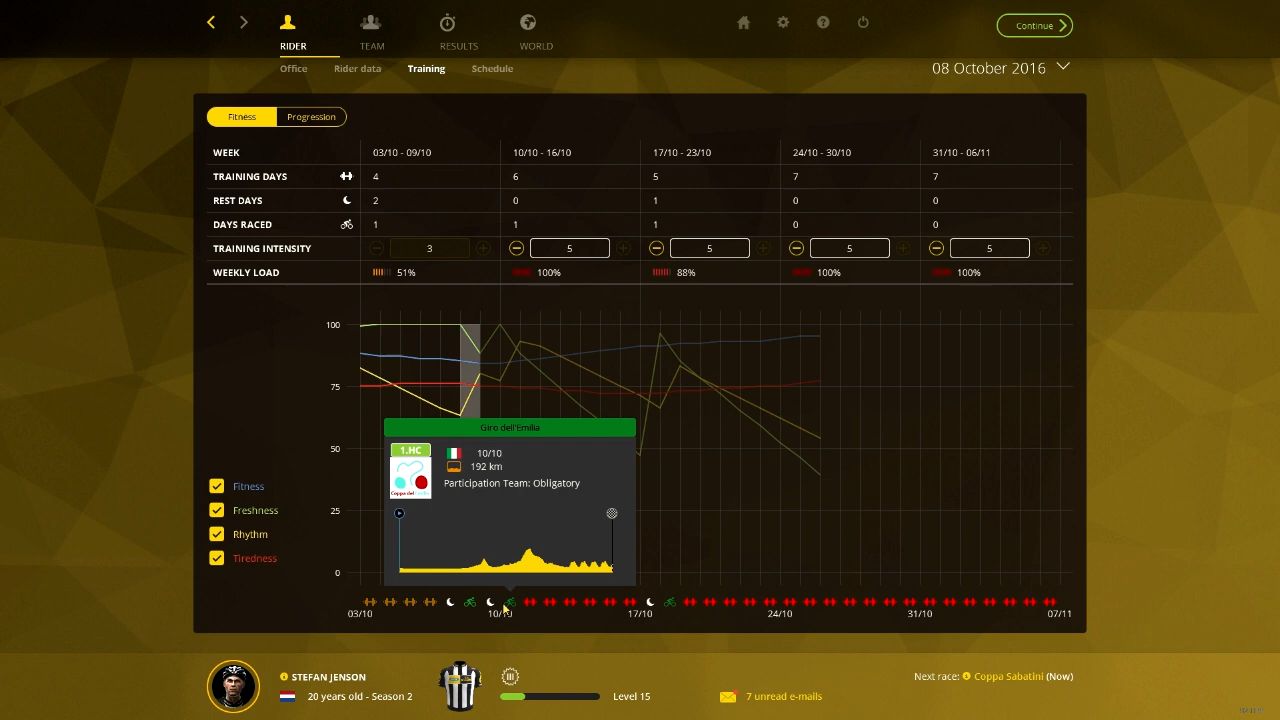 RIDER TEAM RESULTS WORLD
Continue
Office Rider data Training Schedule
08 October 2016
Fitness Progression
WEEK 03/10 - 09/10 10/10 - 16/10 17/10 - 23/10 24/10 - 30/10 31/10 - 06/11
TRAINING DAYS 4 6 5 7 7
REST DAYS 2 0 1 0 0
DAYS RACED 1 1 1 0 0
TRAINING INTENSITY 3 5 5 5 5
WEEKLY LOAD 51% 100% 88% 100% 100%
100
75
50
25
0
Giro dell'Emilia
1.HC
10/10
192 km
Participation Team: Obligatory
Fitness
Freshness
Rhythm
Tiredness
03/10 10/10 17/10 24/10 31/10 07/11
STEFAN JENSON
20 years old - Season 2
III
Level 15
7 unread e-mails
Next race: Coppa Sabatini (Now)